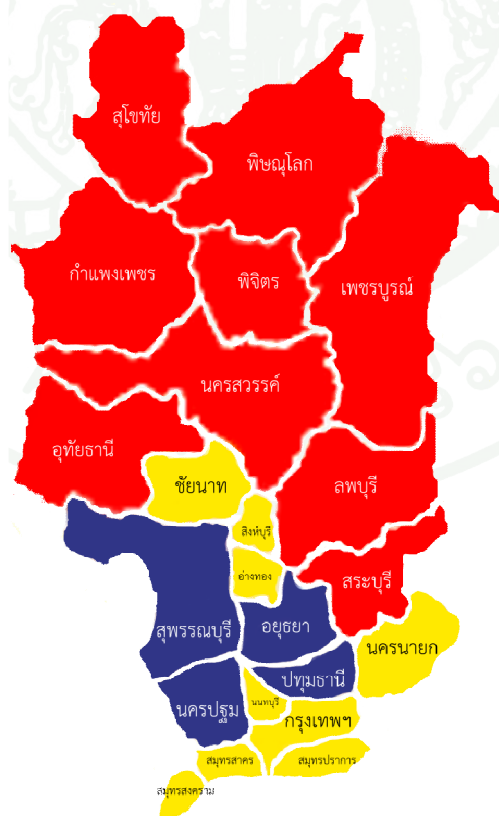 สุโขทัย
พิษณุโลก
กำแพงเพชร
พิจิตร
เพชรบูรณ์
นครสวรรค์
อุทัยธานี
ชัยนาท
ลพบุรี
สิงห์บุรี
อ่างทอง
สระบุรี
สุพรรณบุรี
อยุธยา
นครนายก
ปทุมธานี
นครปฐม
นนทบุรี
กรุงเทพฯ
สมุทรสาคร
สมุทรปราการ
สมุทรสงคราม